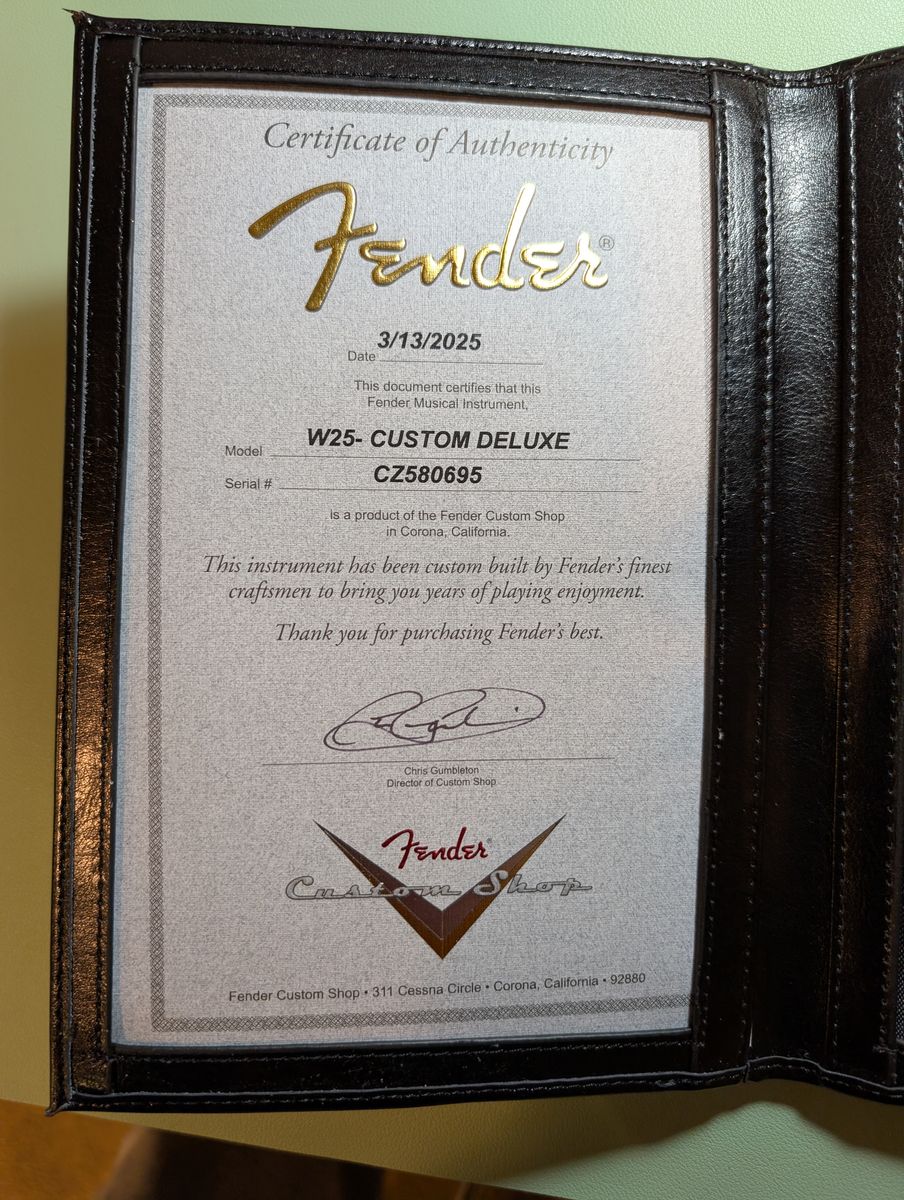 Certificate of Authenticity
Fender®
3/13/2025
Date
This document certifies that this
Fender Musical Instrument,
Model W25- CUSTOM DELUXE
Serial # CZ580695
is a product of the Fender Custom Shop
in Corona, California.
This instrument has been custom built by Fender's finest
craftsmen to bring you years of playing enjoyment.
Thank you for purchasing Fender's best.
Chris Gumbleton
Director of Custom Shop
Fender®
Custom Shop
Fender Custom Shop • 311 Cessna Circle • Corona, California • 92880